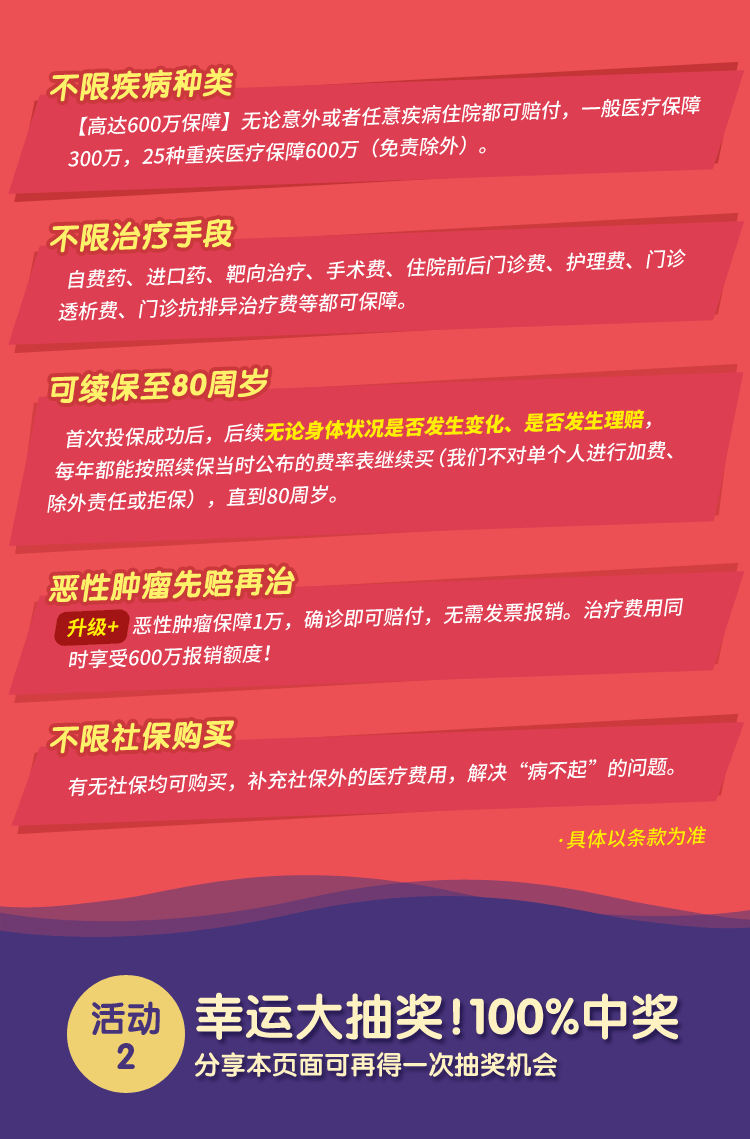 不限疾病种类
【高达600万保障】无论意外或者任意疾病住院都可赔付，一般医疗保障
300万，25种重疾医疗保障600万（免责除外）。
不限治疗手段
自费药、进口药、靶向治疗、手术费、住院前后门诊费、护理费、门诊
透析费、门诊抗排异治疗费等都可保障。
可续保至80周岁
首次投保成功后，后续无论身体状况是否发生变化、是否发生理赔，
每年都能按照续保当时公布的费率表继续买（我们不对单个人进行加费、
除外责任或拒保），直到80周岁。
恶性肿瘤先赔再治
升级+ 恶性肿瘤保障1万，确诊即可赔付，无需发票报销。治疗费用同
时享受600万报销额度！
不限社保购买
有无社保均可购买，补充社保外的医疗费用，解决“病不起”的问题。
·具体以条款为准
活动
2
幸运大抽奖！100%中奖
分享本页面可再得一次抽奖机会